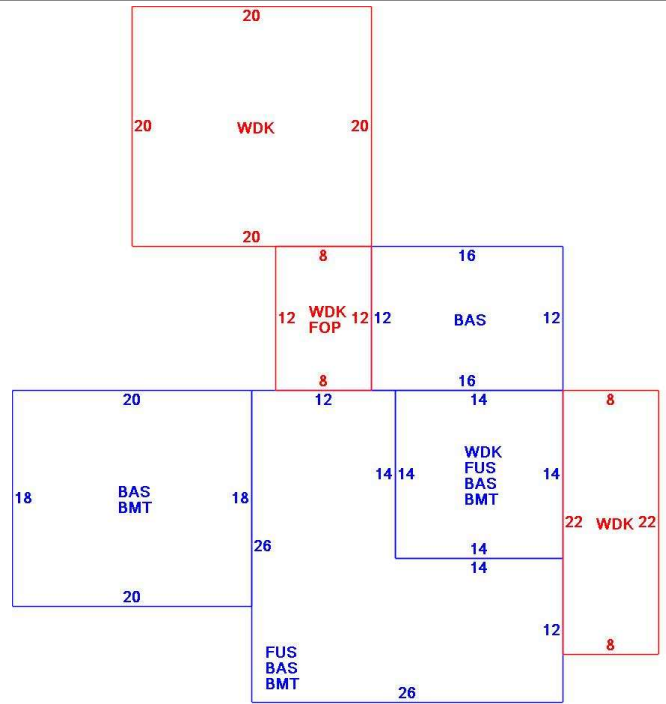 20
20 WDK 20
20
8 16
12 WDK 12 12 BAS 12
FOP
8 16
20 12 14 8
WDK
FUS
14 14 BAS 14
BMT
18 BAS 18
BMT
22 WDK 22
26
14
14
20
12
FUS 8
BAS
BMT
26